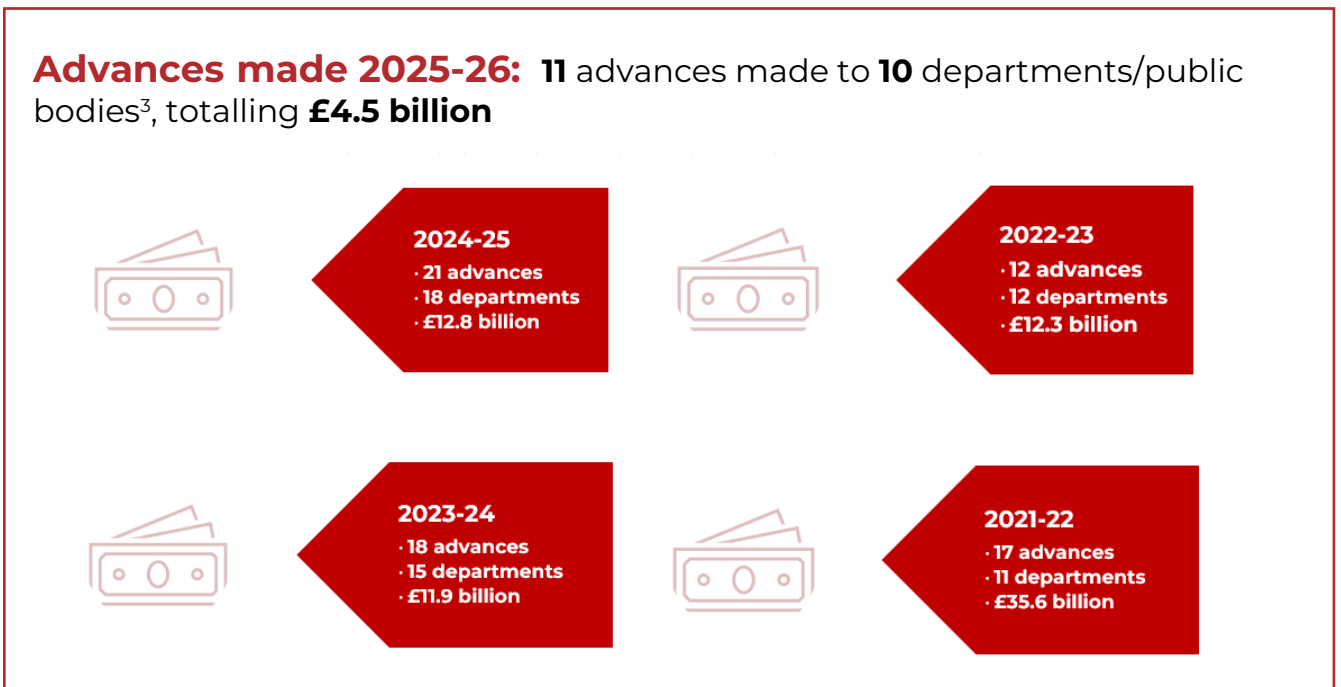 Advances made 2025-26: 11 advances made to 10 departments/public
bodies³, totalling £4.5 billion
2024-25
· 21 advances
· 18 departments
· £12.8 billion
2022-23
· 12 advances
· 12 departments
· £12.3 billion
2023-24
· 18 advances
· 15 departments
· £11.9 billion
2021-22
· 17 advances
· 11 departments
· £35.6 billion